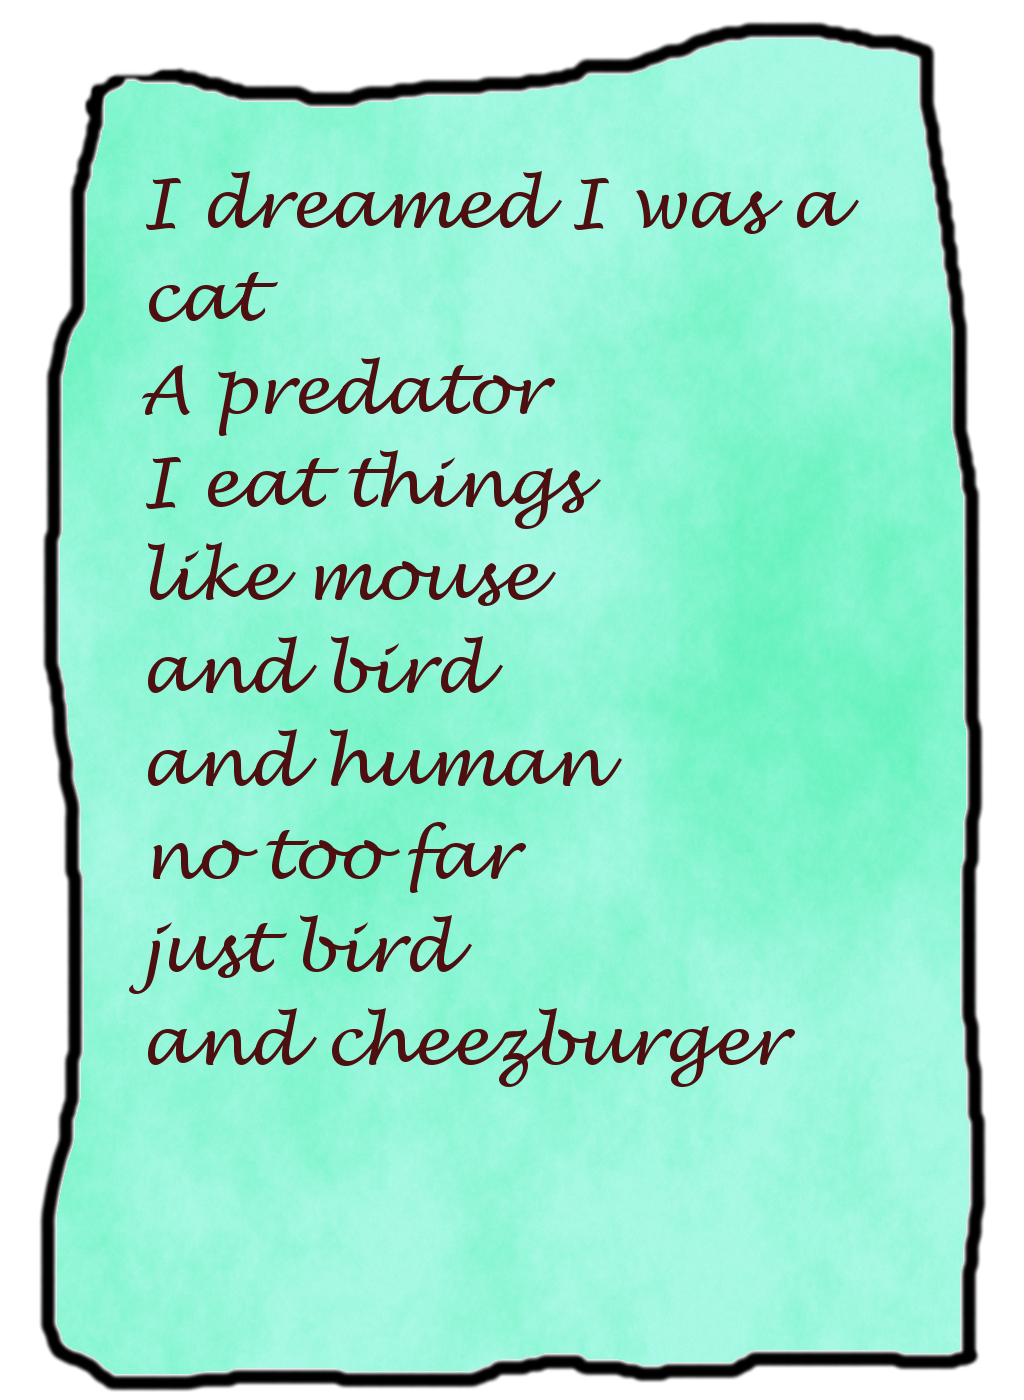 I dreamed I was a
cat
A predator
I eat things
like mouse
and bird
and human
no too far
just bird
and cheezburger